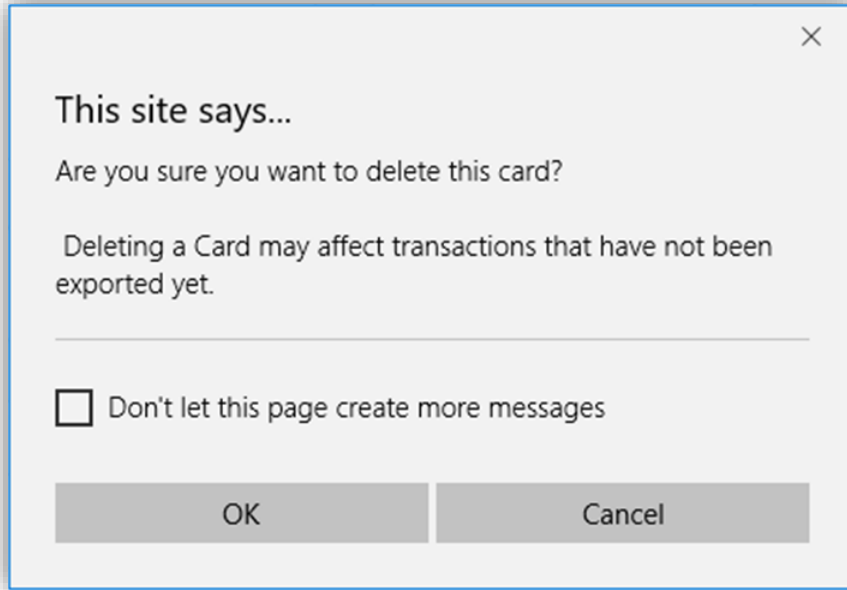 This site says...
Are you sure you want to delete this card?
Deleting a Card may affect transactions that have not been
exported yet.
Don't let this page create more messages
OK
Cancel